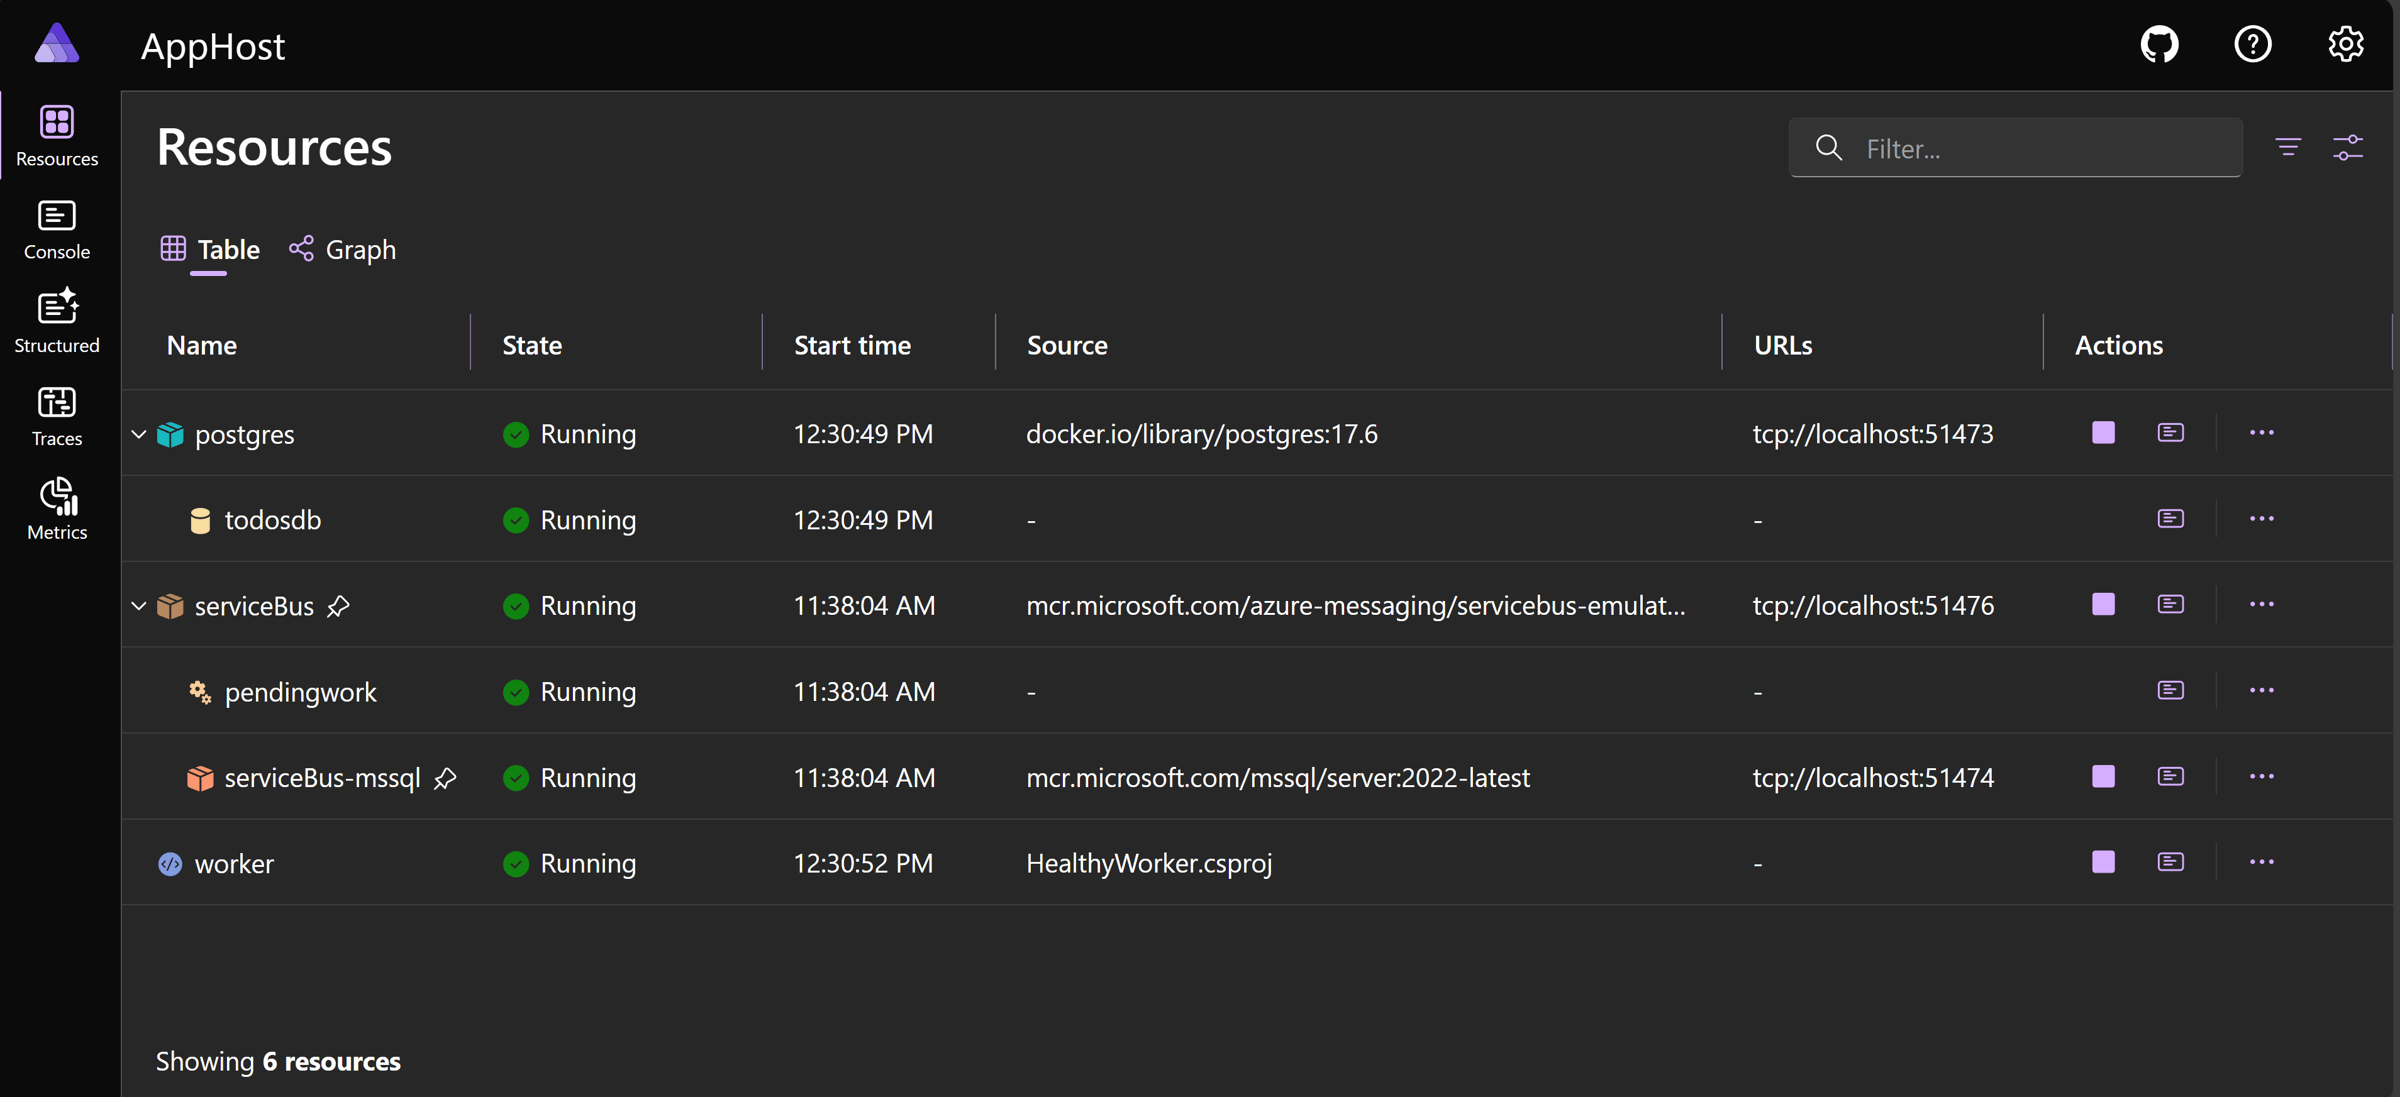 AppHost
Resources
Console
Structured
Traces
Metrics
Resources
Filter...
Table Graph
Name State Start time Source URLs Actions
postgres Running 12:30:49 PM docker.io/library/postgres:17.6 tcp://localhost:51473
todosdb Running 12:30:49 PM - -
serviceBus Running 11:38:04 AM mcr.microsoft.com/azure-messaging/servicebus-emulat... tcp://localhost:51476
pendingwork Running 11:38:04 AM - -
serviceBus-mssql Running 11:38:04 AM mcr.microsoft.com/mssql/server:2022-latest tcp://localhost:51474
worker Running 12:30:52 PM HealthyWorker.csproj -
Showing 6 resources